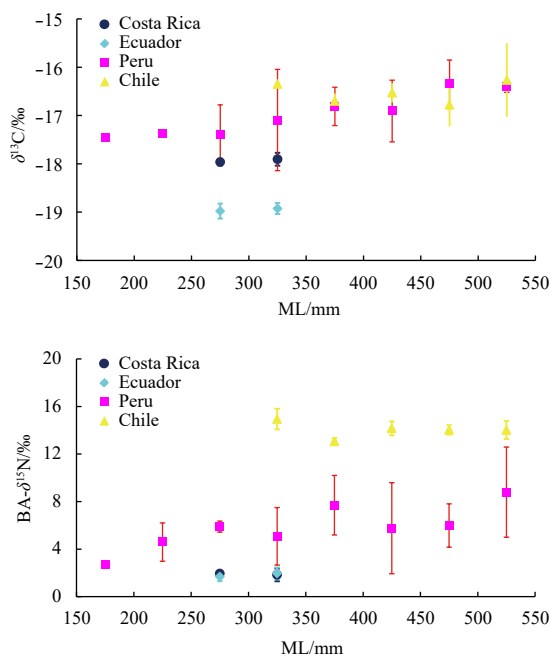 −15
−16
−17
−18
−19
−20
δ¹³C/‰
Costa Rica
Ecuador
Peru
Chile
150 200 250 300 350 400 450 500 550
ML/mm
20
16
12
8
4
0
BA-δ¹⁵N/‰
Costa Rica
Ecuador
Peru
Chile
150 200 250 300 350 400 450 500 550
ML/mm